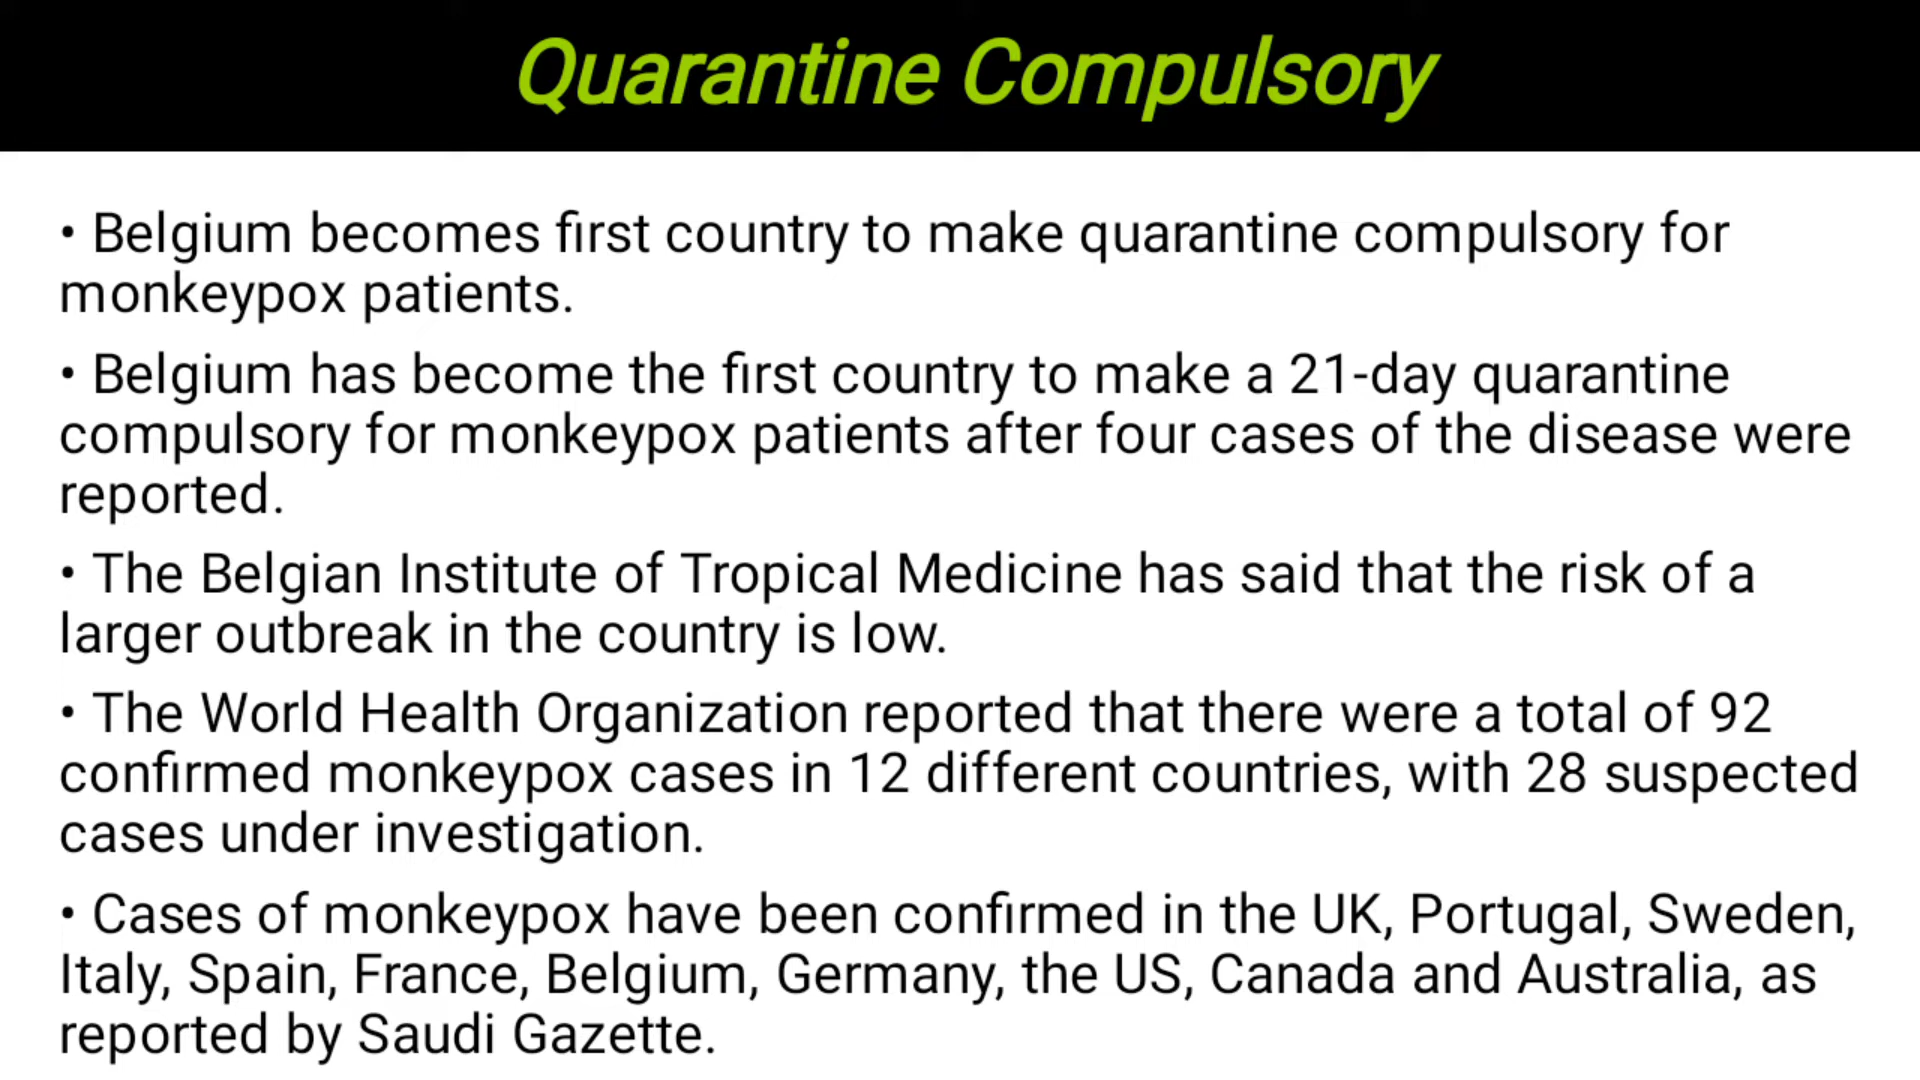 Quarantine Compulsory
• Belgium becomes first country to make quarantine compulsory for
monkeypox patients.
• Belgium has become the first country to make a 21-day quarantine
compulsory for monkeypox patients after four cases of the disease were
reported.
• The Belgian Institute of Tropical Medicine has said that the risk of a
larger outbreak in the country is low.
• The World Health Organization reported that there were a total of 92
confirmed monkeypox cases in 12 different countries, with 28 suspected
cases under investigation.
• Cases of monkeypox have been confirmed in the UK, Portugal, Sweden,
Italy, Spain, France, Belgium, Germany, the US, Canada and Australia, as
reported by Saudi Gazette.